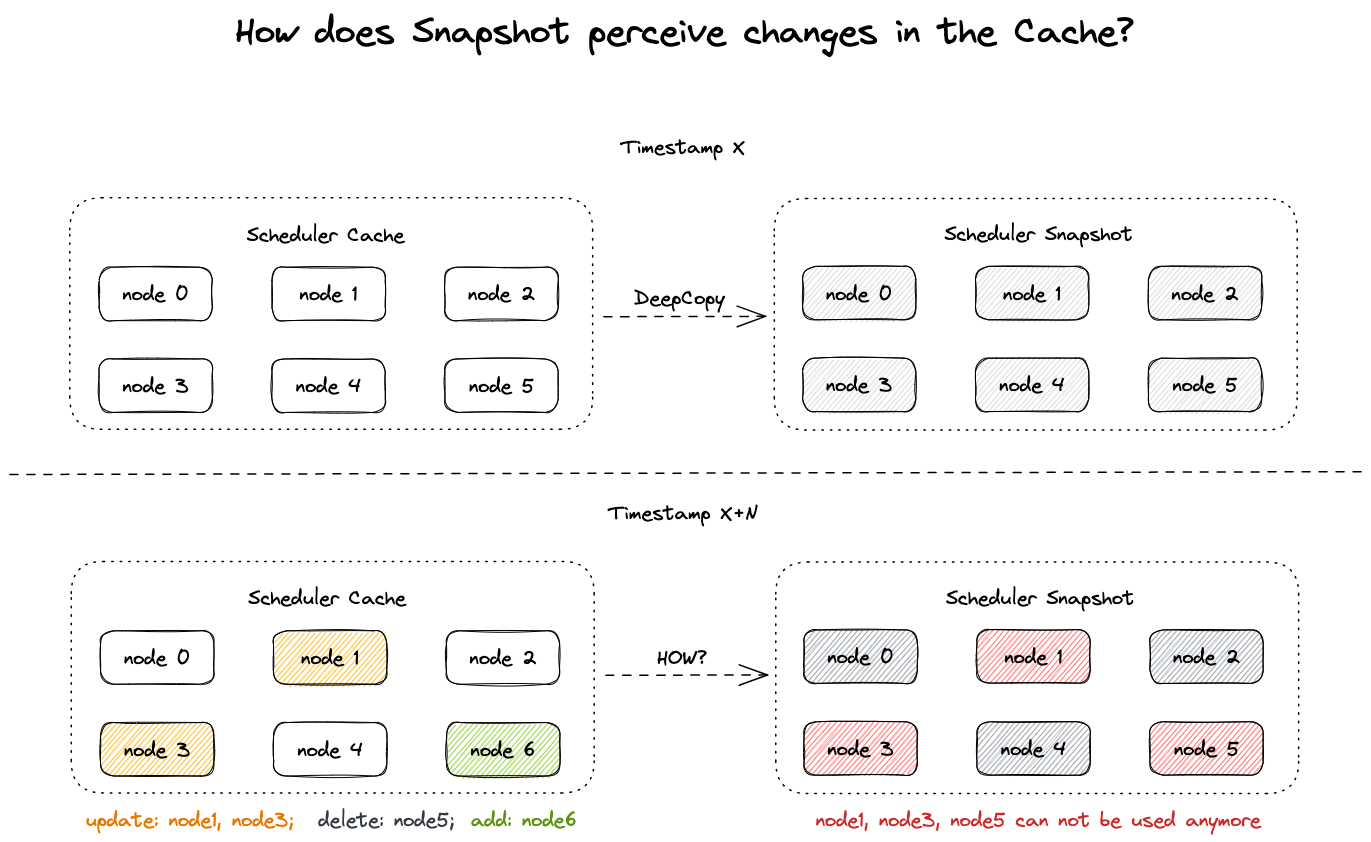 How does Snapshot perceive changes in the Cache?
Timestamp X
Scheduler Cache
node 0
node 1
node 2
node 3
node 4
node 5
DeepCopy
Scheduler Snapshot
node 0
node 1
node 2
node 3
node 4
node 5
Timestamp X+N
Scheduler Cache
node 0
node 1
node 2
node 3
node 4
node 6
update: node1, node3; delete: node5; add: node6
HOW?
Scheduler Snapshot
node 0
node 1
node 2
node 3
node 4
node 5
node1, node3, node5 can not be used anymore